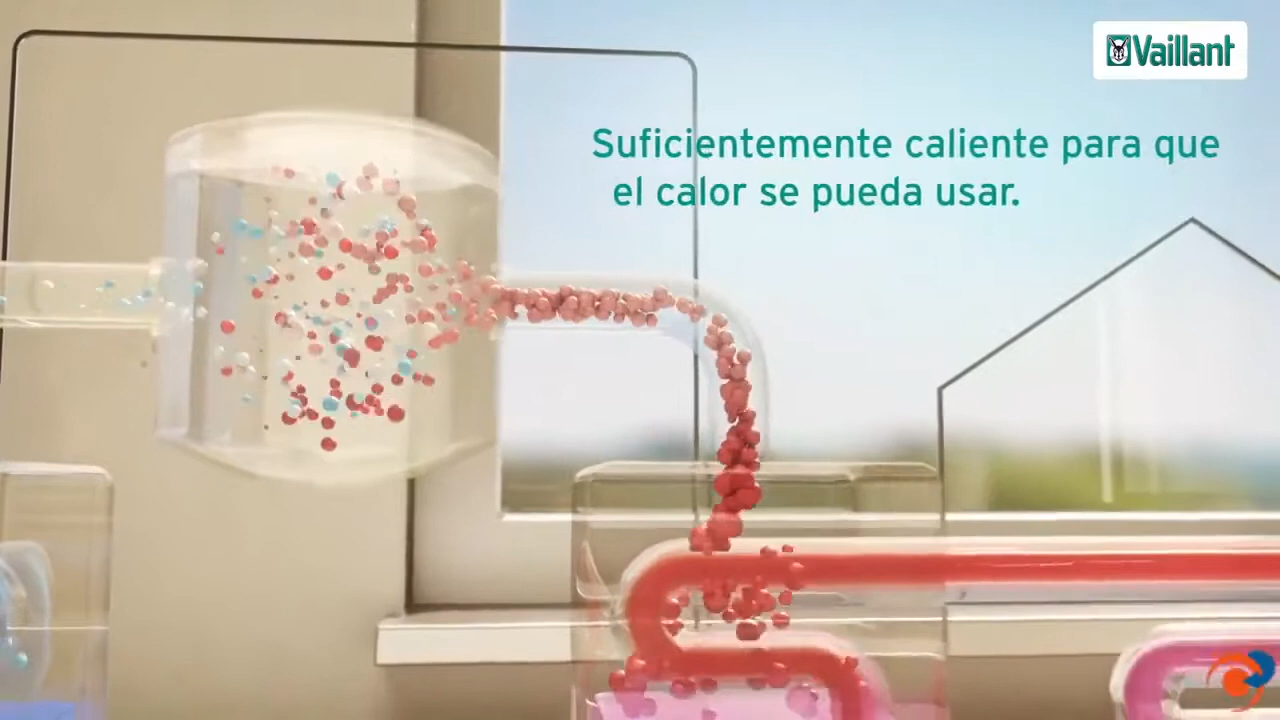 Vaillant
Suficientemente caliente para que
el calor se pueda usar.